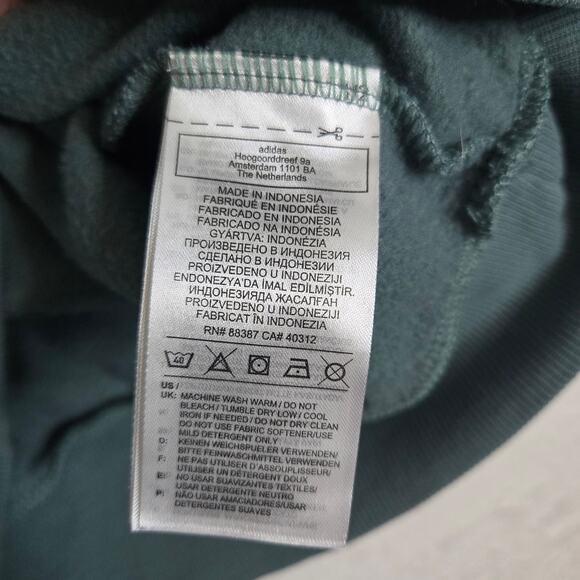 adidas
Hoogoorddreef 9a
Amsterdam 1101 BA
The Netherlands
MADE IN INDONESIA
FABRIQUÉ EN INDONÉSIE
FABRICADO EN INDONESIA
FABRICADO NA INDONÉSIA
GYÁRTVA: INDONÉZIA
ПРОИЗВЕДЕНО В ИНДОНЕЗИЯ
СДЕЛАНО В ИНДОНЕЗИИ
PROIZVEDENO U INDONEZIJI
ENDONEZYA'DA İMAL EDİLMİŞTİR.
ИНДОНЕЗИЯДА ЖАСАЛҒАН
PROIZVEDENO U INDONEZIJI
FABRICAT ÎN INDONEZIA
RN# 88387 CA# 40312
40
US /
UK: MACHINE WASH WARM / DO NOT
BLEACH / TUMBLE DRY LOW / COOL
IRON IF NEEDED / DO NOT DRY CLEAN
DO NOT USE FABRIC SOFTENER/USE
MILD DETERGENT ONLY
D: KEINEN WEICHSPUELER VERWENDEN/
BITTE FEINWASCHMITTEL VERWENDEN
F: NE PAS UTILISER D'ASSOUPLISSEUR/
UTILISER UN DÉTERGENT DOUX
E: NO USAR SUAVIZANTES TEXTILES/
USAR DETERGENTE NEUTRO
P: NÃO USAR AMACIADORES/USAR
DETERGENTES SUAVES